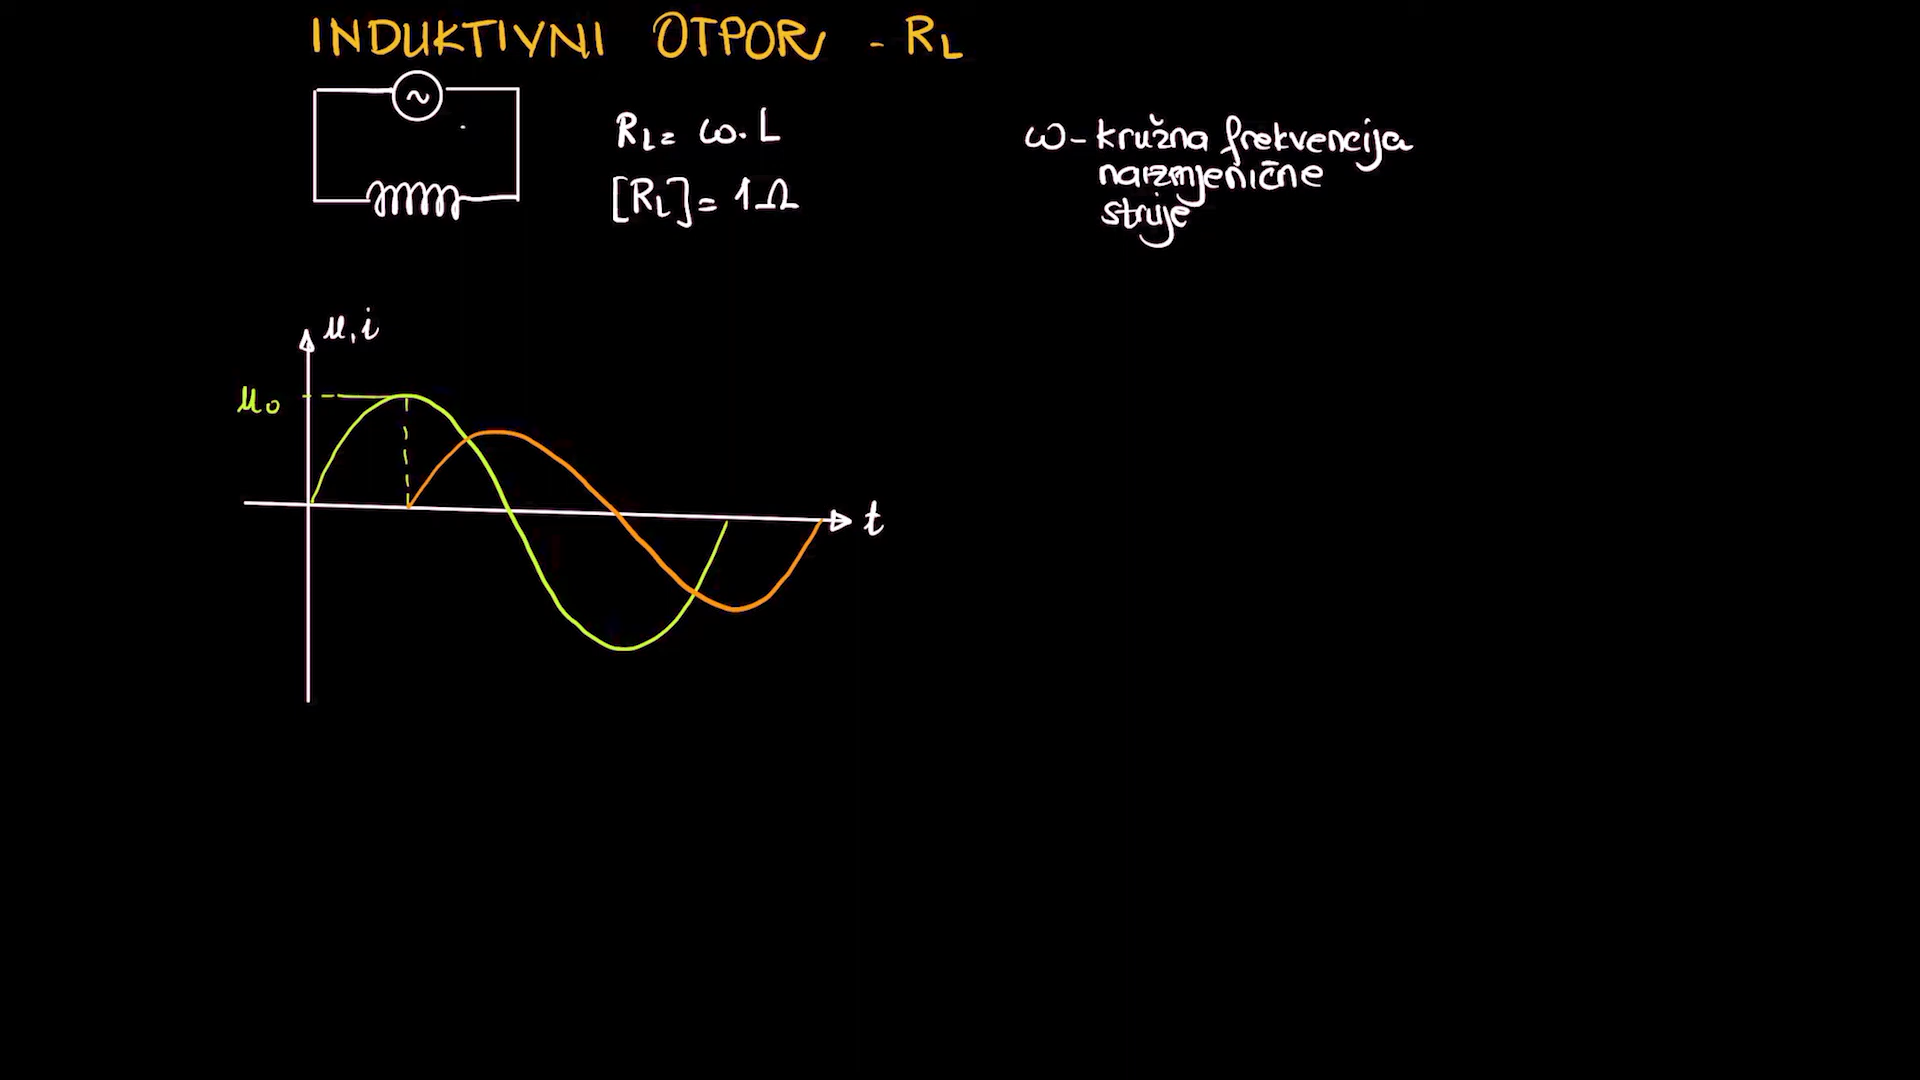 INDUKTIVNI OTPOR - RL
~
RL = ω · L
[RL] = 1Ω
ω - kružna frekvencija
naizmjenične
struje
u, i
u₀
t